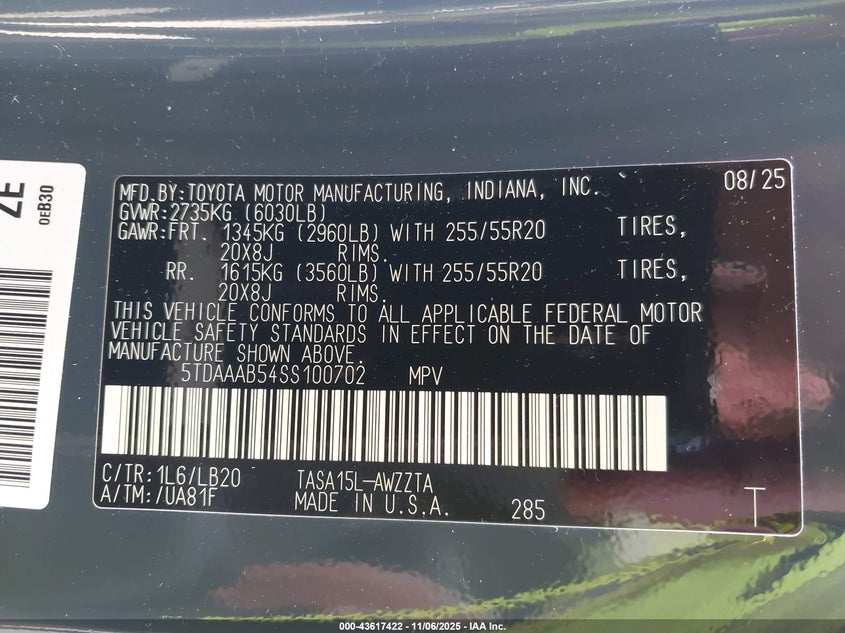 ZE
0EB30
MFD.BY:TOYOTA MOTOR MANUFACTURING, INDIANA, INC. 08/25
GVWR:2735KG (6030LB)
GAWR:FRT. 1345KG (2960LB) WITH 255/55R20 TIRES,
20X8J RIMS.
RR. 1615KG (3560LB) WITH 255/55R20 TIRES,
20X8J RIMS.
THIS VEHICLE CONFORMS TO ALL APPLICABLE FEDERAL MOTOR
VEHICLE SAFETY STANDARDS IN EFFECT ON THE DATE OF
MANUFACTURE SHOWN ABOVE.
5TDAAAB54SS100702 MPV
C/TR:1L6/LB20 TASA15L-AWZZTA
A/TM:/UA81F MADE IN U.S.A. 285 T
000-43617422 - 11/06/2025 - IAA Inc.